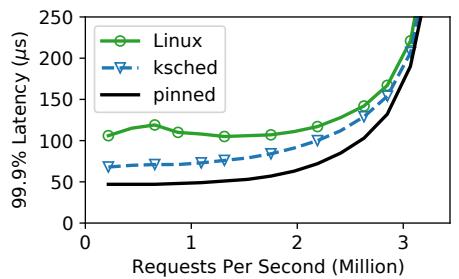 250
200
150
100
50
0
99.9% Latency (μs)
Linux
ksched
pinned
0 1 2 3
Requests Per Second (Million)